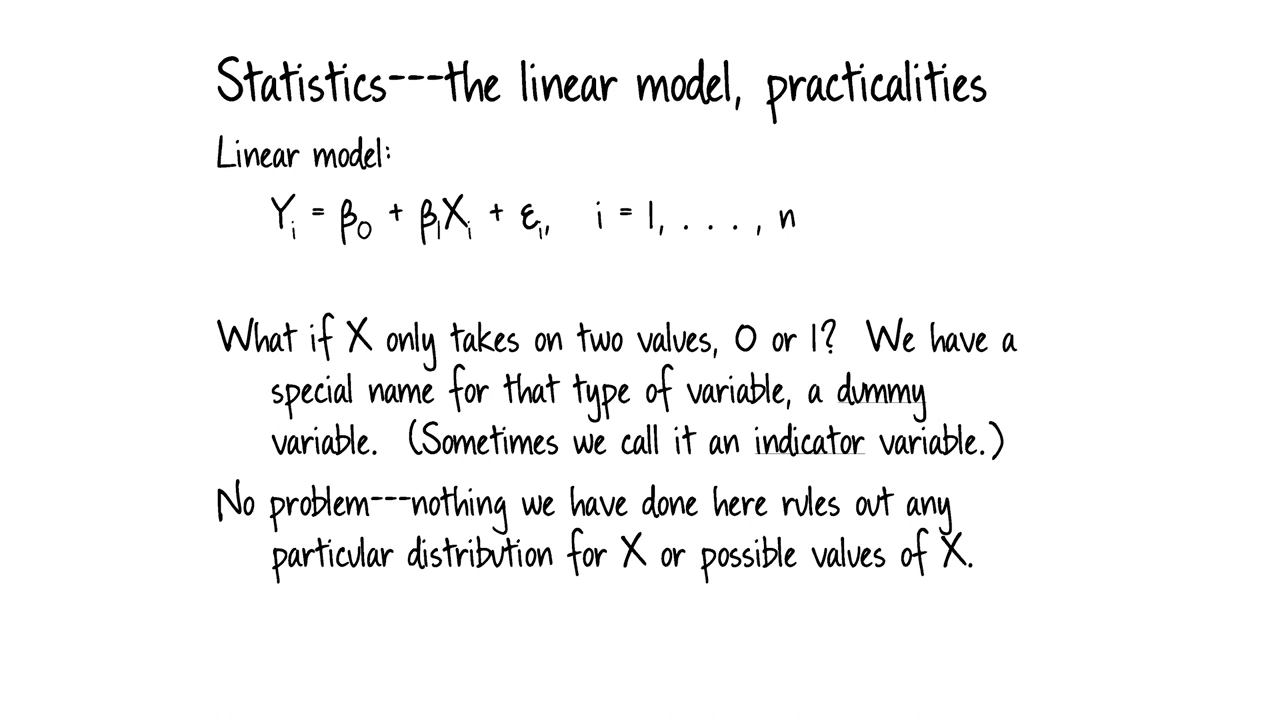 Statistics---the linear model, practicalities
Linear model:
Yᵢ = β₀ + β₁Xᵢ + εᵢ, i = 1, . . . , n
What if X only takes on two values, 0 or 1? We have a
special name for that type of variable, a dummy
variable. (Sometimes we call it an indicator variable.)
No problem---nothing we have done here rules out any
particular distribution for X or possible values of X.